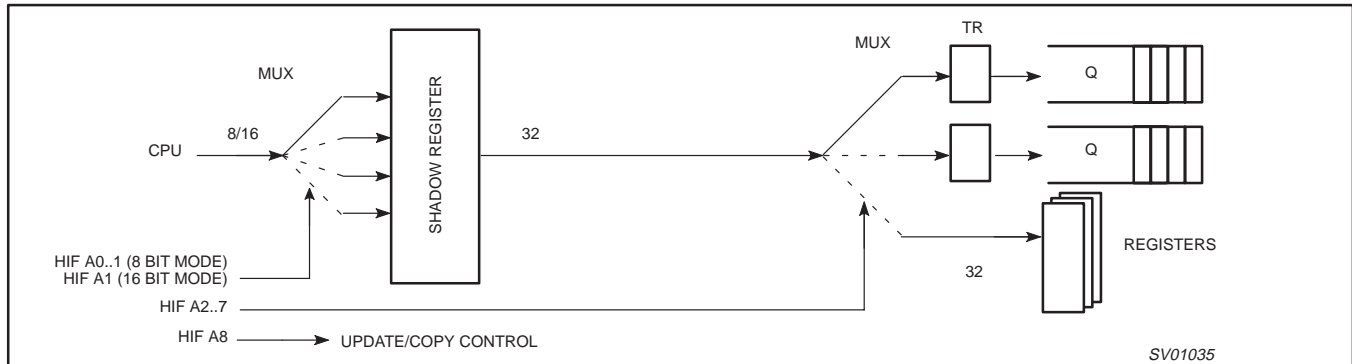 TR
MUX
MUX
Q
8/16
32
CPU
Q
SHADOW REGISTER
REGISTERS
HIF A0..1 (8 BIT MODE)
HIF A1 (16 BIT MODE)
32
HIF A2..7
HIF A8
UPDATE/COPY CONTROL
SV01035